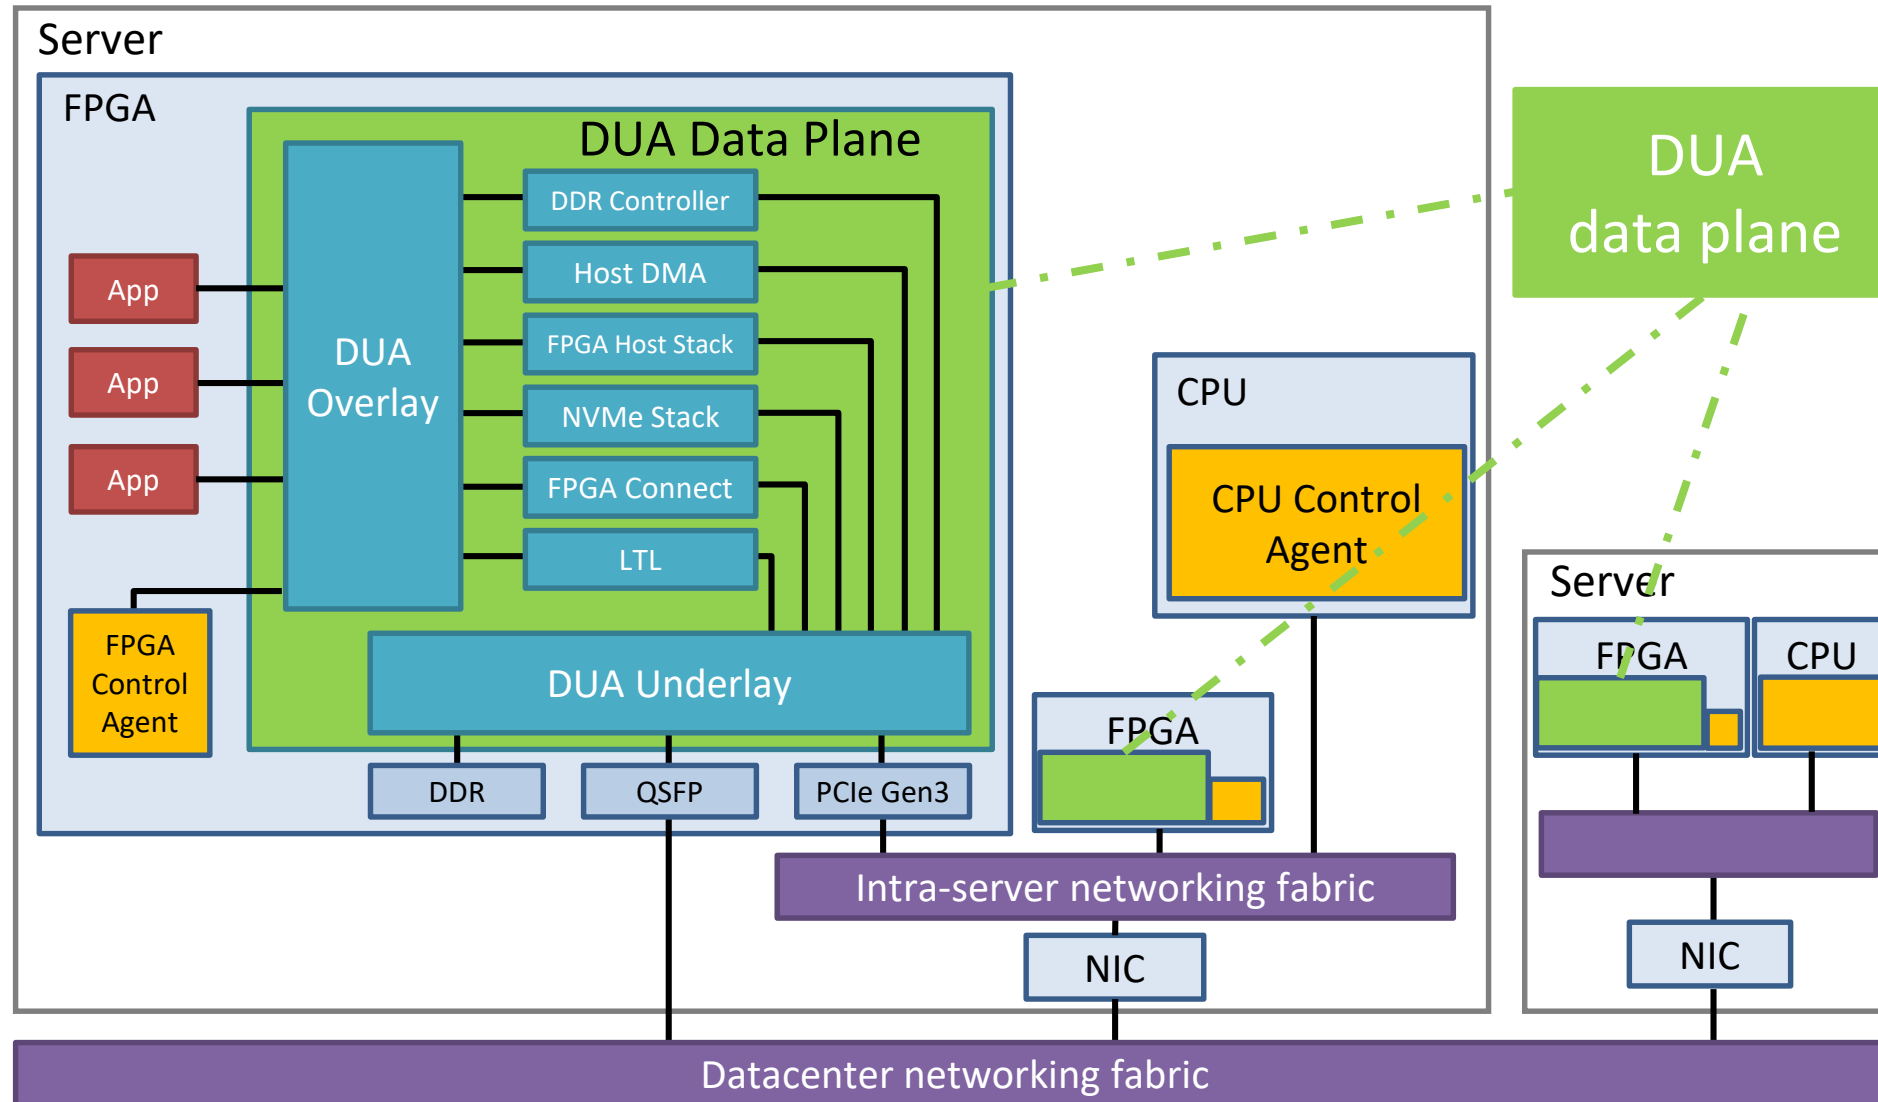 Server
FPGA
DUA Data Plane
DUA
Overlay
DDR Controller
Host DMA
FPGA Host Stack
NVMe Stack
FPGA Connect
LTL
App
App
App
FPGA
Control
Agent
DUA Underlay
DDR
QSFP
PCIe Gen3
CPU
CPU Control
Agent
FPGA
Intra-server networking fabric
NIC
DUA
data plane
Server
FPGA
CPU
NIC
Datacenter networking fabric